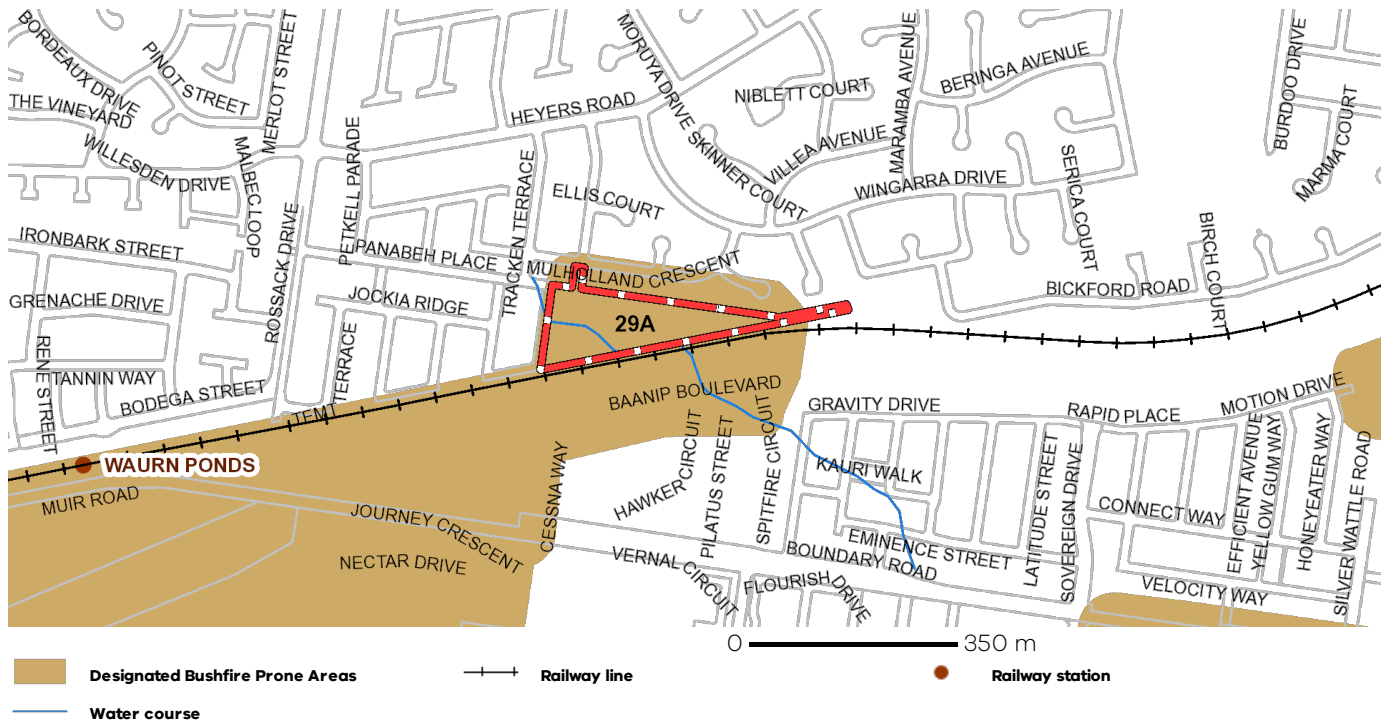 BORDEAUX DRIVE
PINOT STREET
MERLOT STREET
THE VINEYARD
WILLESDEN DRIVE
MALBEC LOOP
HEYERS ROAD
PETKELL PARADE
MORUYA DRIVE
SKINNER COURT
NIBLETT COURT
VILLEA AVENUE
MARAMBA AVENUE
BERINGA AVENUE
BURDOO DRIVE
MARMA COURT
WINGARRA DRIVE
SERICA COURT
BIRCH COURT
BICKFORD ROAD
ELLIS COURT
TRACKEN TERRACE
MULHOLLAND CRESCENT
IRONBARK STREET
ROSSACK DRIVE
PANABEH PLACE
GRENACHE DRIVE
JOCKIA RIDGE
29A
RENE STREET
TANNIN WAY
TERRACE
BODEGA STREET
TEMT
BAANIP BOULEVARD
GRAVITY DRIVE
RAPID PLACE
MOTION DRIVE
WAURN PONDS
MUIR ROAD
CESSNA WAY
HAWKER CIRCUIT
PILATUS STREET
SPITFIRE CIRCUIT
KAURI WALK
LATITUDE STREET
SOVEREIGN DRIVE
EFFICIENT AVENUE
YELLOW GUM WAY
HONEYEATER WAY
SILVER WATTLE ROAD
CONNECT WAY
JOURNEY CRESCENT
NECTAR DRIVE
VERNAL CIRCUIT
EMINENCE STREET
BOUNDARY ROAD
FLOURISH DRIVE
VELOCITY WAY
0 350 m
Designated Bushfire Prone Areas
Railway line
Railway station
Water course